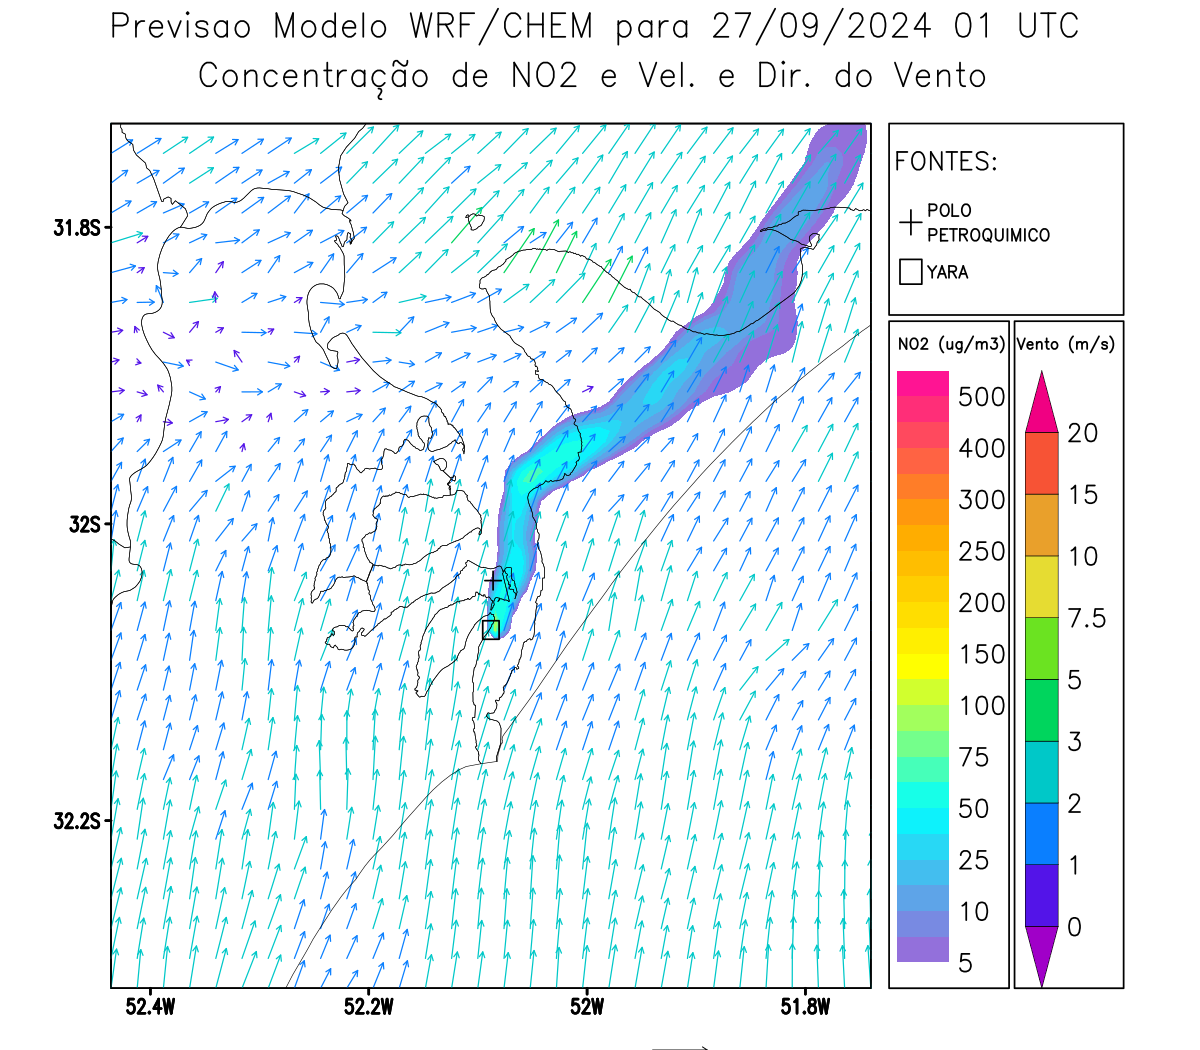 Previsao Modelo WRF/CHEM para 27/09/2024 01 UTC
Concentração de NO2 e Vel. e Dir. do Vento
FONTES:
POLO
PETROQUIMICO
YARA
NO2 (ug/m3)
500
400
300
250
200
150
100
75
50
25
10
5
Vento (m/s)
20
15
10
7.5
5
3
2
1
0
31.8S
32S
32.2S
52.4W
52.2W
52W
51.8W